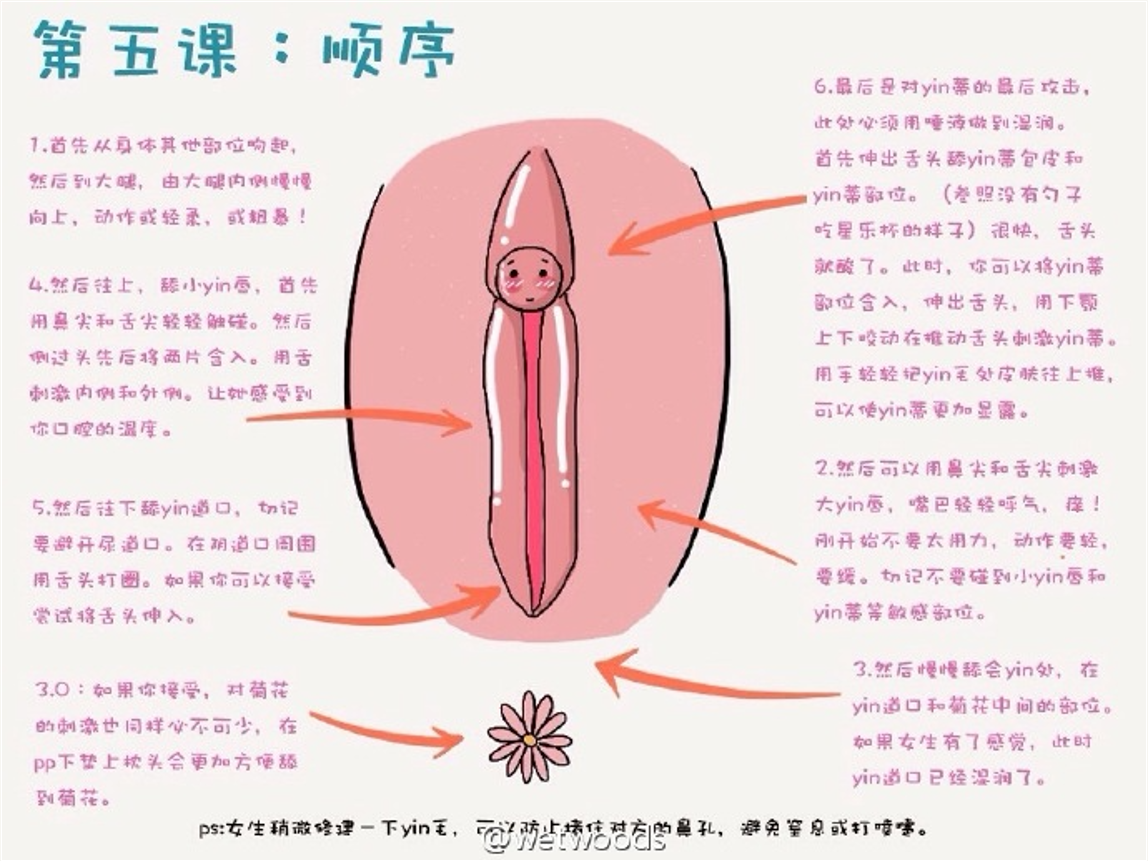 第五课：顺序
1.首先从身体其他部位吻起，
然后到大腿，由大腿内侧慢慢
向上，动作或轻柔，或粗暴！
4.然后往上，舔小yin唇，首先
用鼻尖和舌尖轻轻触碰。然后
侧过头先后将两片含入。用舌
刺激内侧和外侧。让她感受到
你口腔的温度。
5.然后往下舔yin道口，切记
要避开尿道口。在阴道口周围
用舌头打圈。如果你可以接受
尝试将舌头伸入。
3.0：如果你接受，对菊花
的刺激也同样必不可少，在
pp下垫上枕头会更加方便舔
到菊花。
6.最后是对yin蒂的最后攻击，
此处必须用唾液做到湿润。
首先伸出舌头舔yin蒂包皮和
yin蒂部位。（参照没有勺子
吃星乐杯的样子）很快，舌头
就酸了。此时，你可以将yin蒂
部位含入，伸出舌头，用下颚
上下咬动在推动舌头刺激yin蒂。
用手轻轻把yin毛处皮肤往上推，
可以使yin蒂更加显露。
2.然后可以用鼻尖和舌尖刺激
大yin唇，嘴巴轻轻呼气，痒！
刚开始不要太用力，动作要轻，
要缓。切记不要碰到小yin唇和
yin蒂等敏感部位。
3.然后慢慢舔会yin处，在
yin道口和菊花中间的部位。
如果女生有了感觉，此时
yin道口已经湿润了。
ps:女生稍微修理一下yin毛，可以防止堵住对方的鼻孔，避免窒息或打喷嚏。
@wetwoods